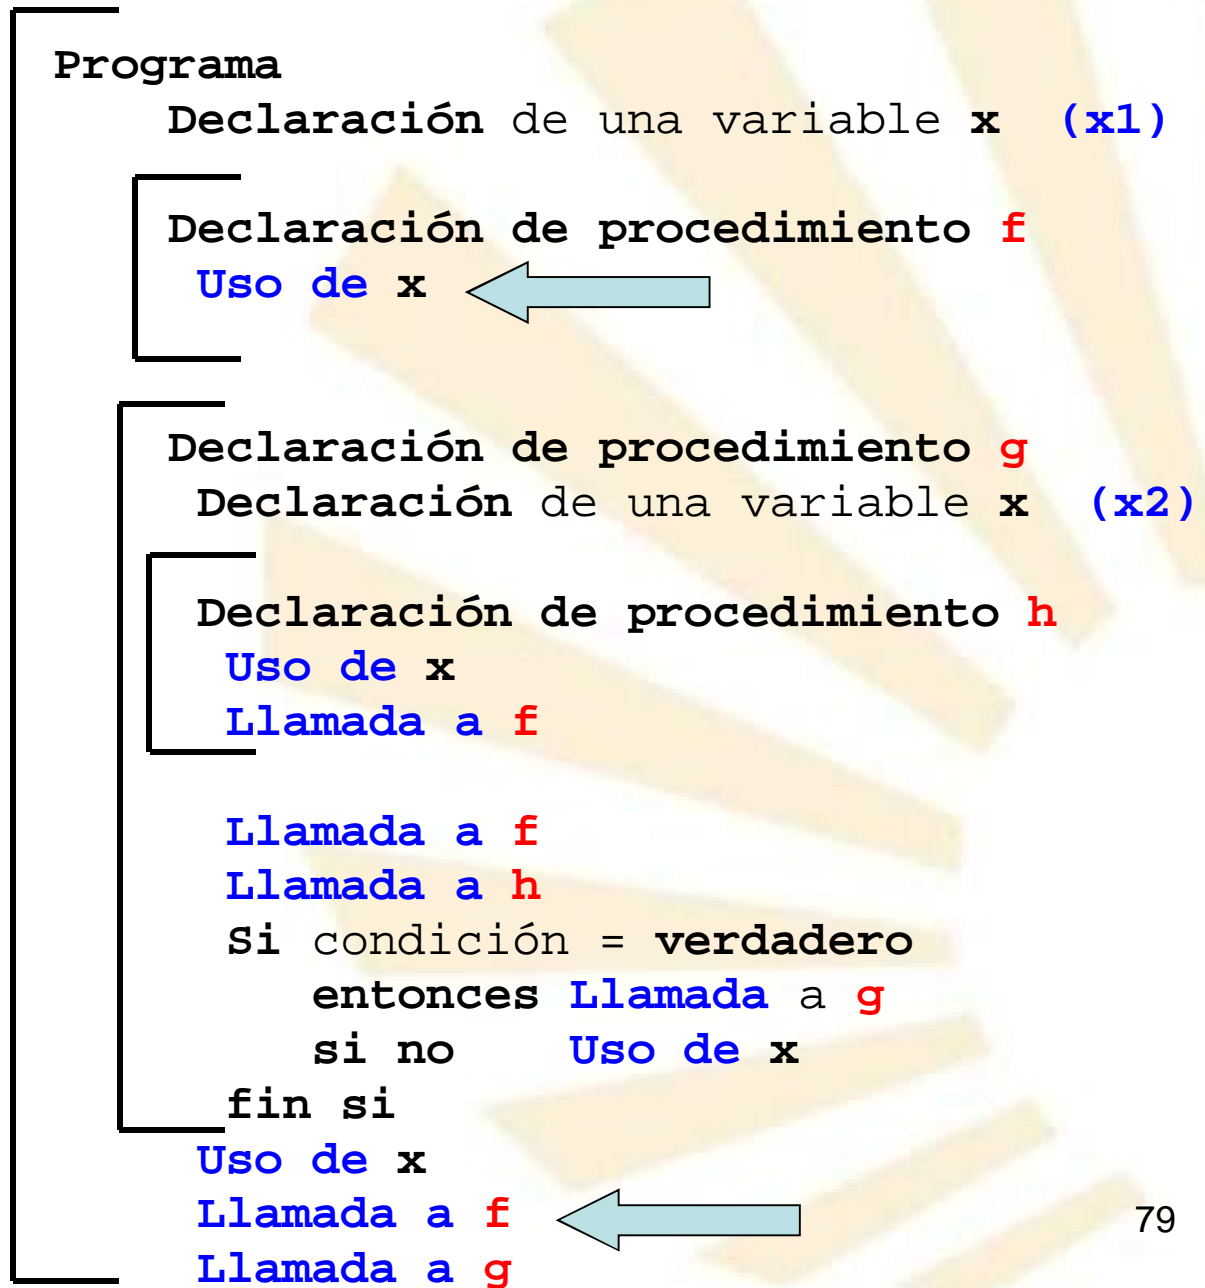 Programa
Declaración de una variable x (x1)
Declaración de procedimiento f
Uso de x
Declaración de procedimiento g
Declaración de una variable x (x2)
Declaración de procedimiento h
Uso de x
Llamada a f
Llamada a f
Llamada a h
Si condición = verdadero
entonces Llamada a g
si no Uso de x
fin si
Uso de x
Llamada a f
79
Llamada a g